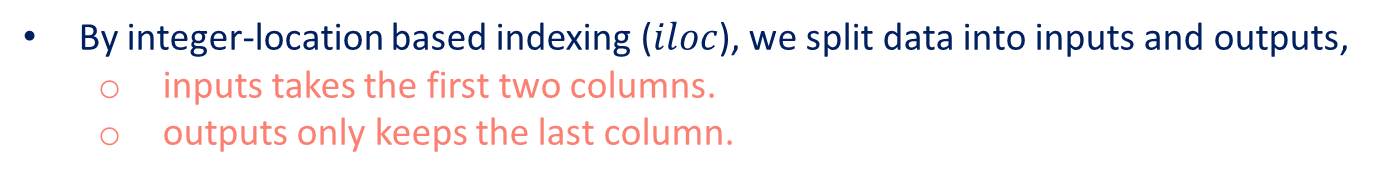 • By integer-location based indexing (iloc), we split data into inputs and outputs,
o inputs takes the first two columns.
o outputs only keeps the last column.